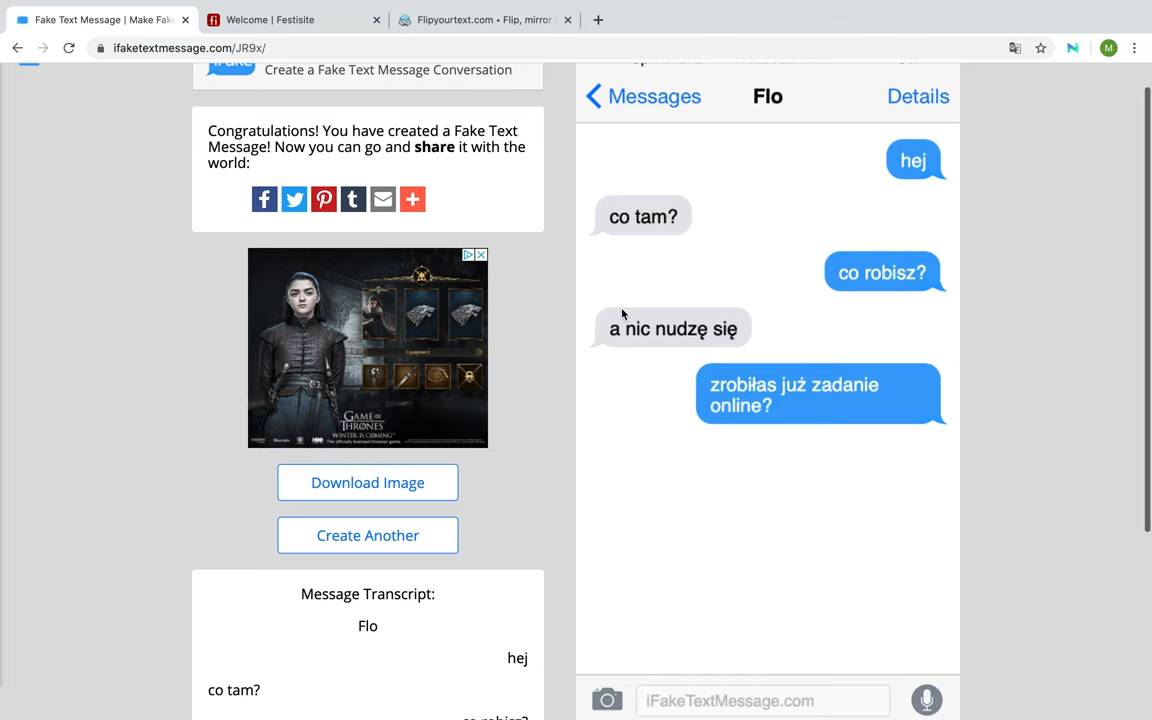 Fake Text Message | Make Fake
Welcome | Festisite
Flipyourtext.com • Flip, mirror
ifaketextmessage.com/JR9x/
M
Create a Fake Text Message Conversation
Congratulations! You have created a Fake Text
Message! Now you can go and share it with the
world:
GAME OF
THRONES
WINTER IS COMING
Download Image
Create Another
Message Transcript:
Flo
hej
co tam?
Messages
Flo
Details
hej
co tam?
co robisz?
a nic nudzę się
zrobiłas już zadanie
online?
iFakeTextMessage.com